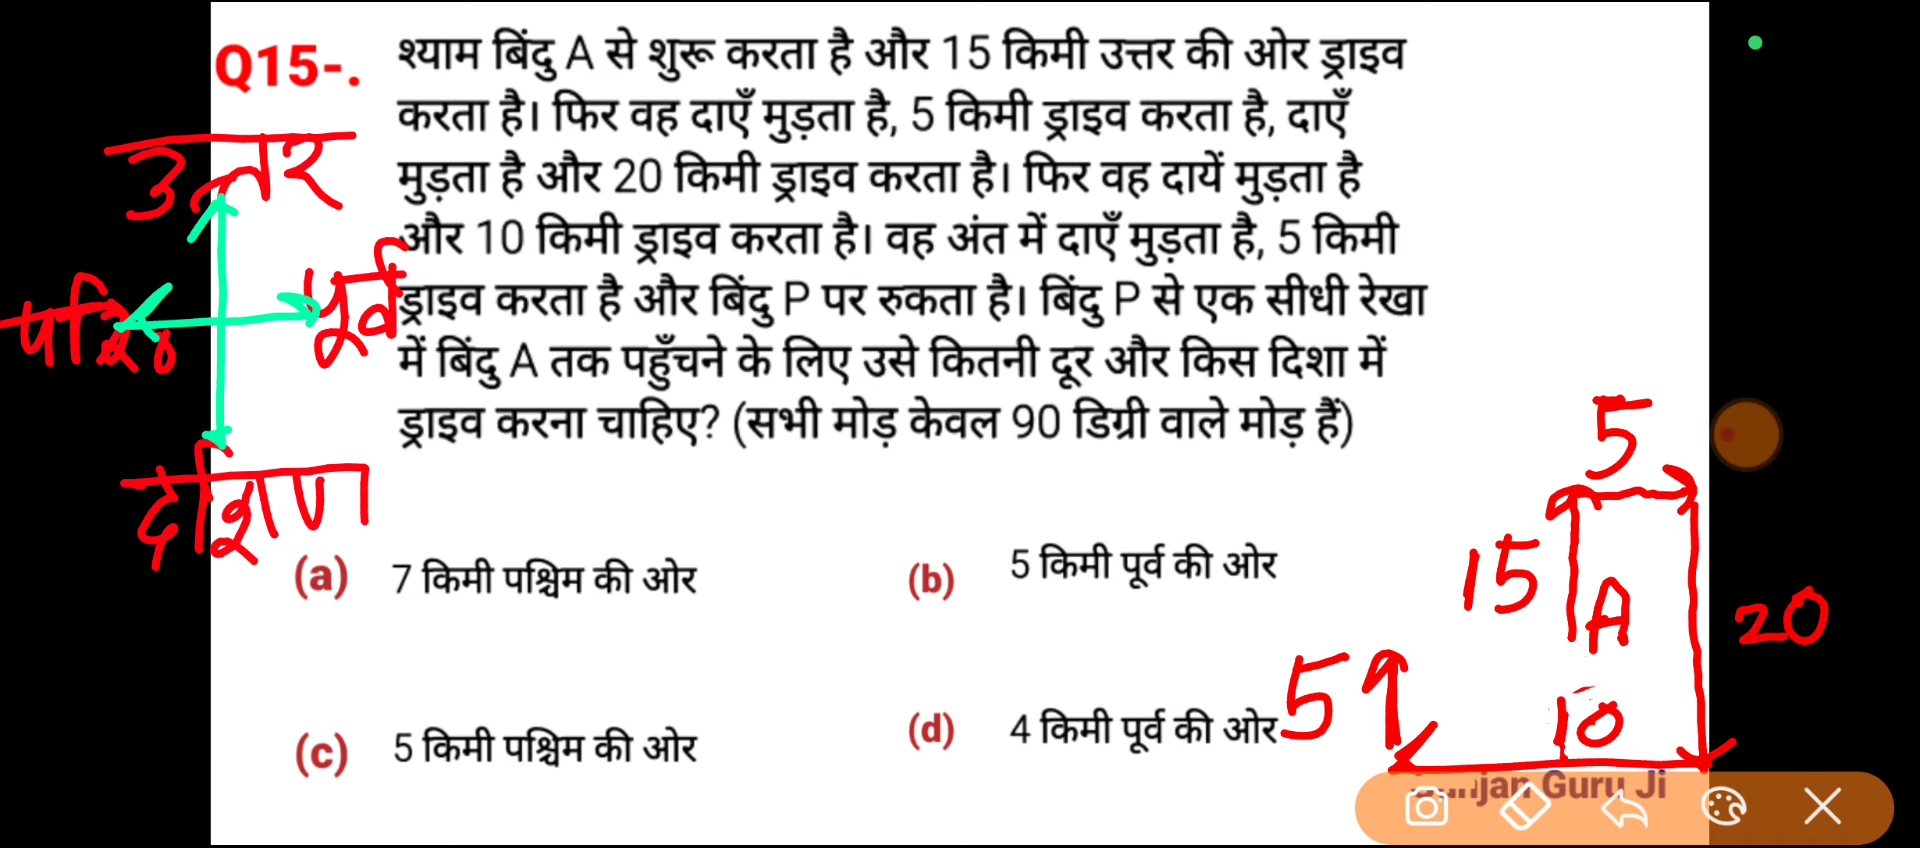 Q15-. श्याम बिंदु A से शुरू करता है और 15 किमी उत्तर की ओर ड्राइव
करता है। फिर वह दाएँ मुड़ता है, 5 किमी ड्राइव करता है, दाएँ
मुड़ता है और 20 किमी ड्राइव करता है। फिर वह दायें मुड़ता है
और 10 किमी ड्राइव करता है। वह अंत में दाएँ मुड़ता है, 5 किमी
ड्राइव करता है और बिंदु P पर रुकता है। बिंदु P से एक सीधी रेखा
में बिंदु A तक पहुँचने के लिए उसे कितनी दूर और किस दिशा में
ड्राइव करना चाहिए? (सभी मोड़ केवल 90 डिग्री वाले मोड़ हैं)
उत्तर
पूर्व
(a) 7 किमी पश्चिम की ओर
(b) 5 किमी पूर्व की ओर
(c) 5 किमी पश्चिम की ओर
(d) 4 किमी पूर्व की ओर
5
15
A
20
5
10
Guru Ji